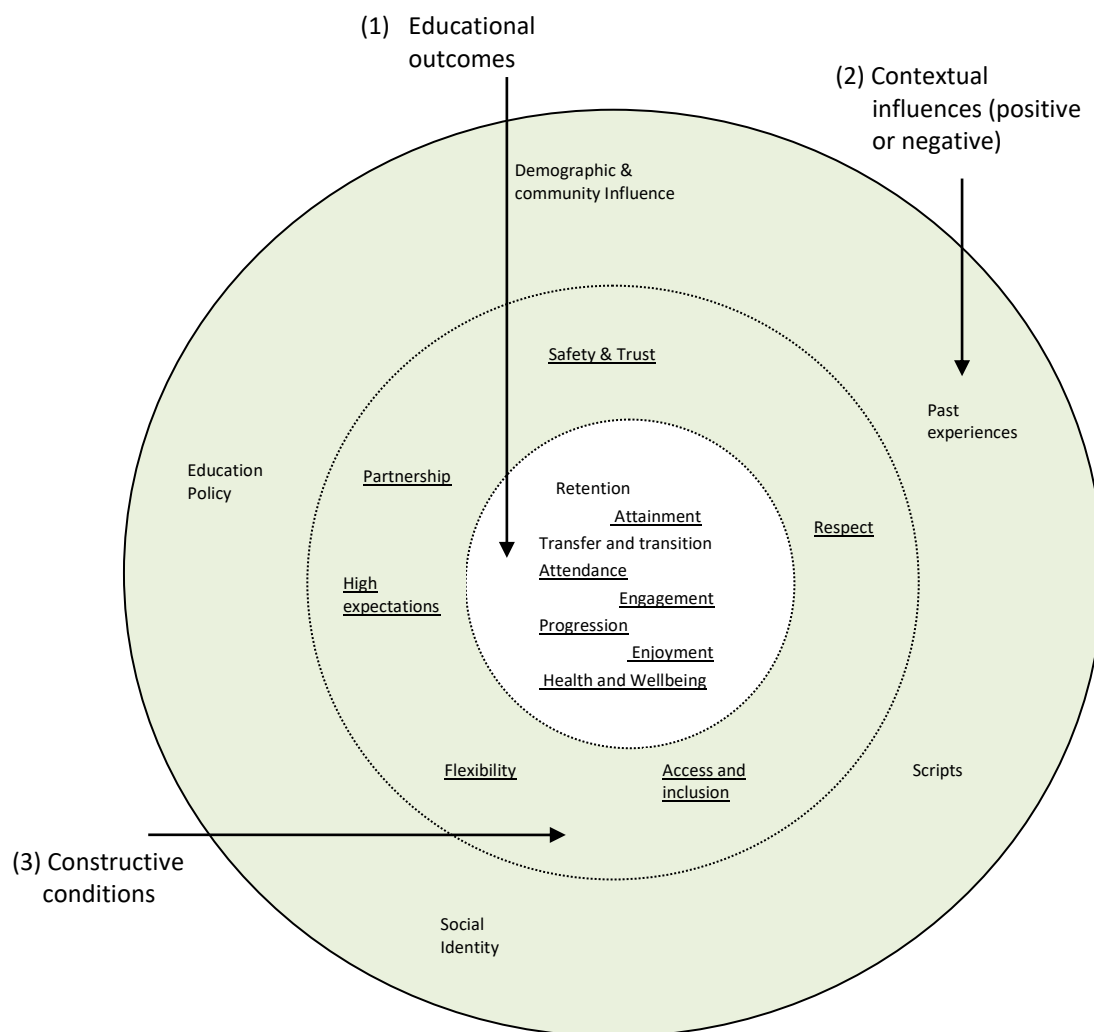 (1) Educational
outcomes
(2) Contextual
influences (positive
or negative)
Demographic &
community Influence
Safety & Trust
Past
experiences
Education
Policy
Partnership
Respect
High
expectations
Retention
Attainment
Transfer and transition
Attendance
Engagement
Progression
Enjoyment
Health and Wellbeing
Flexibility
Access and
inclusion
Scripts
(3) Constructive
conditions
Social
Identity